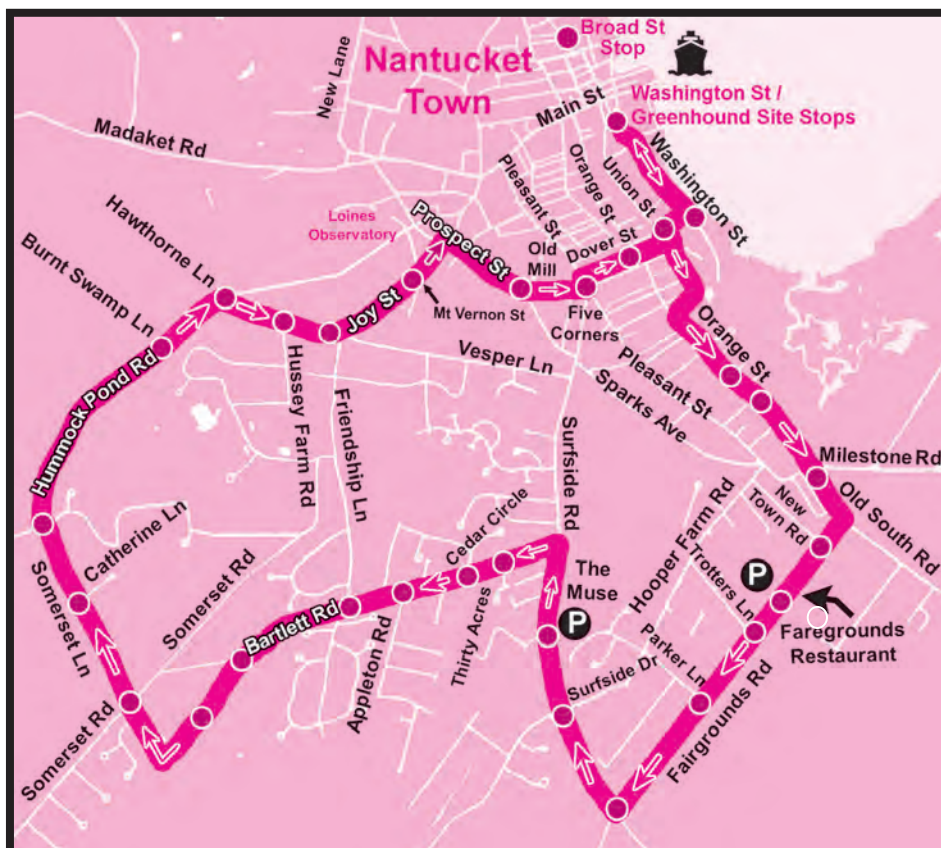 Broad St
Stop
Nantucket
Town
New Lane
Main St
Washington St /
Greenhound Site Stops
Madaket Rd
Washington St
Union St
Orange St
Pleasant St
Hawthorne Ln
Loines
Observatory
Prospect St
Old
Mill
Dover St
Burnt Swamp Ln
Joy St
Mt Vernon St
Five
Corners
Orange St
Vesper Ln
Pleasant St
Sparks Ave
Hummock Pond Rd
Hussey Farm Rd
Friendship Ln
Surfside Rd
Milestone Rd
Old South Rd
New
Town Rd
Hooper Farm Rd
Catherine Ln
Cedar Circle
Somerset Rd
Somerset Ln
The
Muse
P
Trotters Ln
P
Bartlett Rd
Thirty Acres
Appleton Rd
Parker Ln
Faregrounds
Restaurant
Surfside Dr
Fairgrounds Rd
Somerset Rd